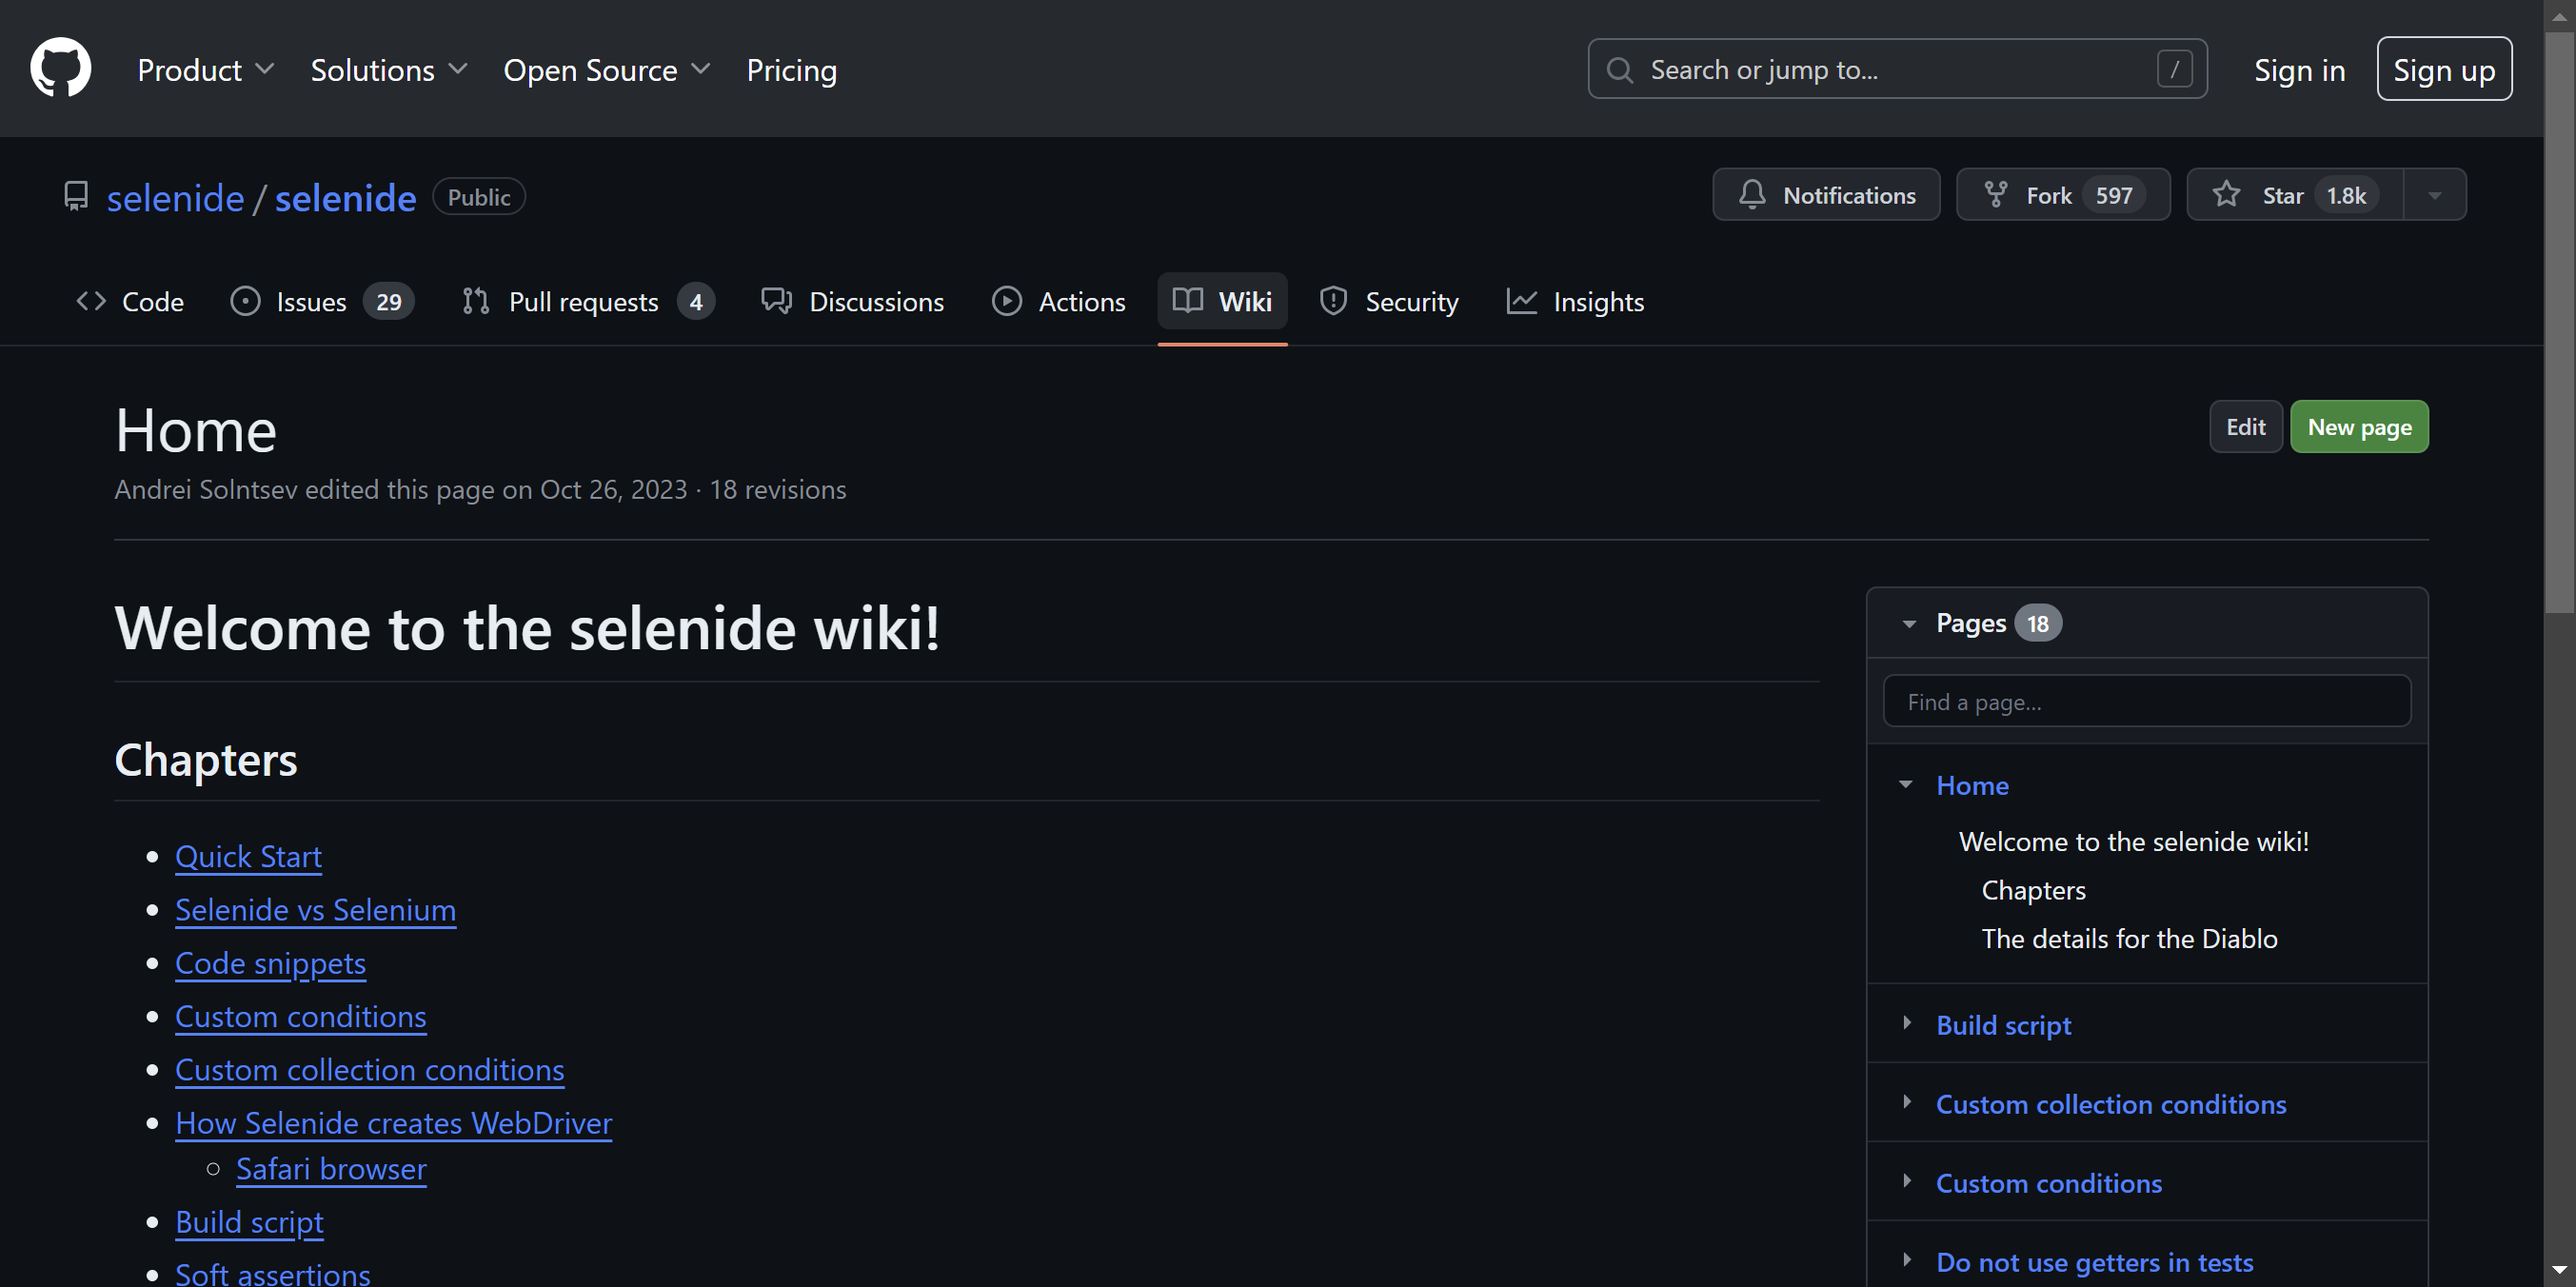 Product Solutions Open Source Pricing Search or jump to... / Sign in Sign up
selenide / selenide Public Notifications Fork 597 Star 1.8k
Code Issues 29 Pull requests 4 Discussions Actions Wiki Security Insights
Home Edit New page
Andrei Solntsev edited this page on Oct 26, 2023 · 18 revisions
Welcome to the selenide wiki!
Chapters
Quick Start
Selenide vs Selenium
Code snippets
Custom conditions
Custom collection conditions
How Selenide creates WebDriver
Safari browser
Build script
Soft assertions
Pages 18
Find a page...
Home
Welcome to the selenide wiki!
Chapters
The details for the Diablo
Build script
Custom collection conditions
Custom conditions
Do not use getters in tests